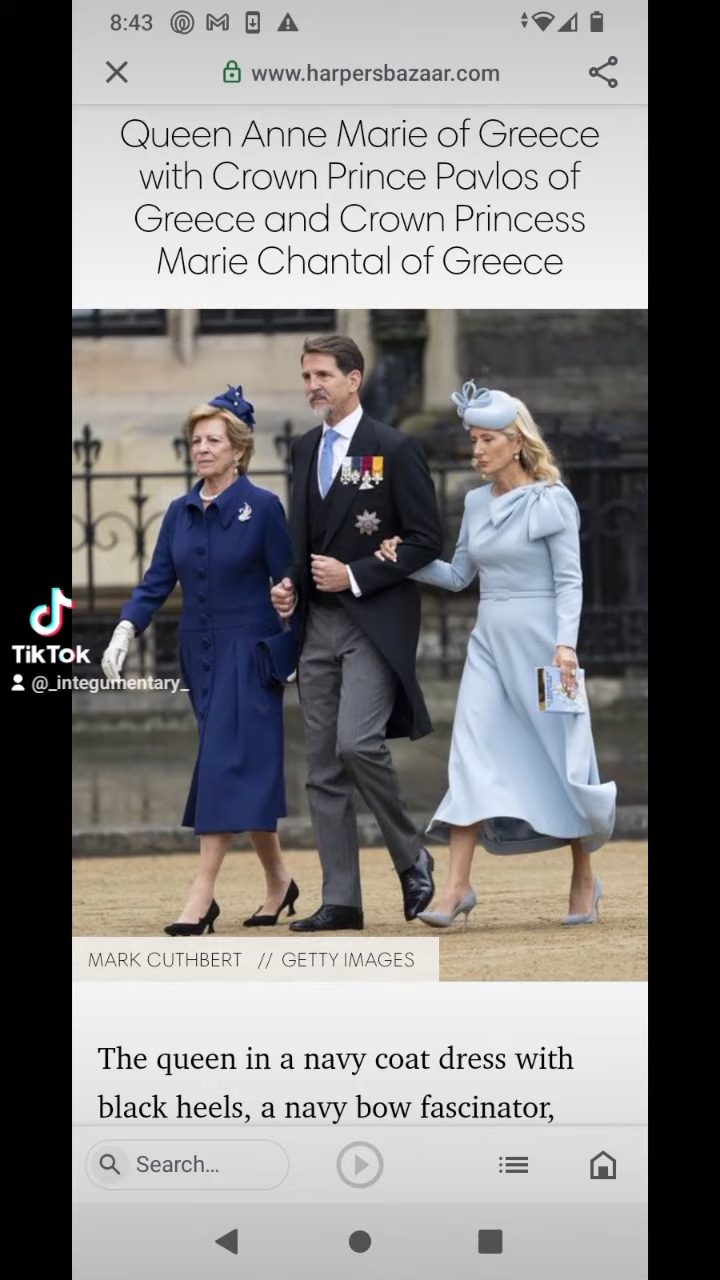 8:43
www.harpersbazaar.com
Queen Anne Marie of Greece
with Crown Prince Pavlos of
Greece and Crown Princess
Marie Chantal of Greece
TikTok
@_integumentary_
MARK CUTHBERT // GETTY IMAGES
The queen in a navy coat dress with
black heels, a navy bow fascinator,
Search...